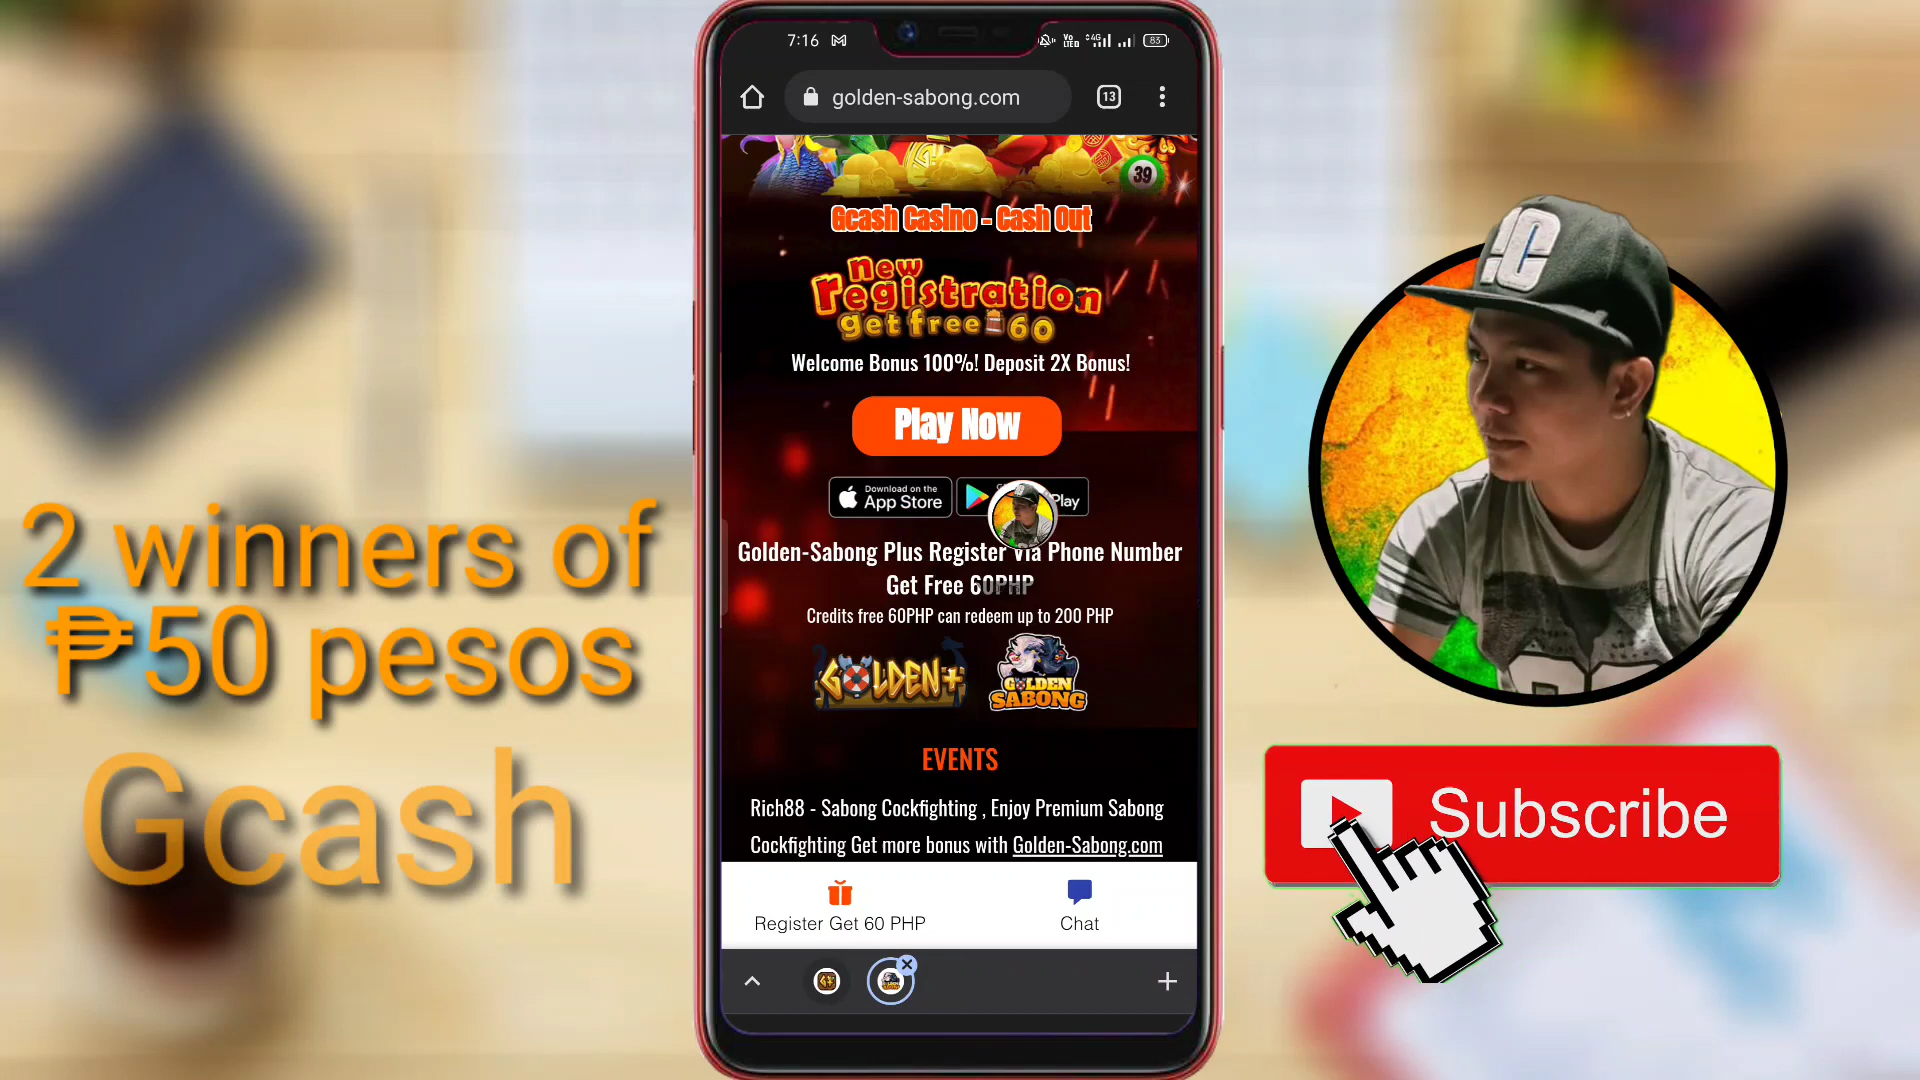 2 winners of
₱50 pesos
Gcash
7:16
Vo
LTED
4G
83
golden-sabong.com
13
39
Gcash Casino - Cash Out
new
registration
get free 60
Welcome Bonus 100%! Deposit 2X Bonus!
Play Now
Download on the
App Store
Play
Golden-Sabong Plus Register Via Phone Number
Get Free 60PHP
Credits free 60PHP can redeem up to 200 PHP
GOLDEN+
GOLDEN
SABONG
EVENTS
Rich88 - Sabong Cockfighting , Enjoy Premium Sabong
Cockfighting Get more bonus with Golden-Sabong.com
Register Get 60 PHP
Chat
Subscribe